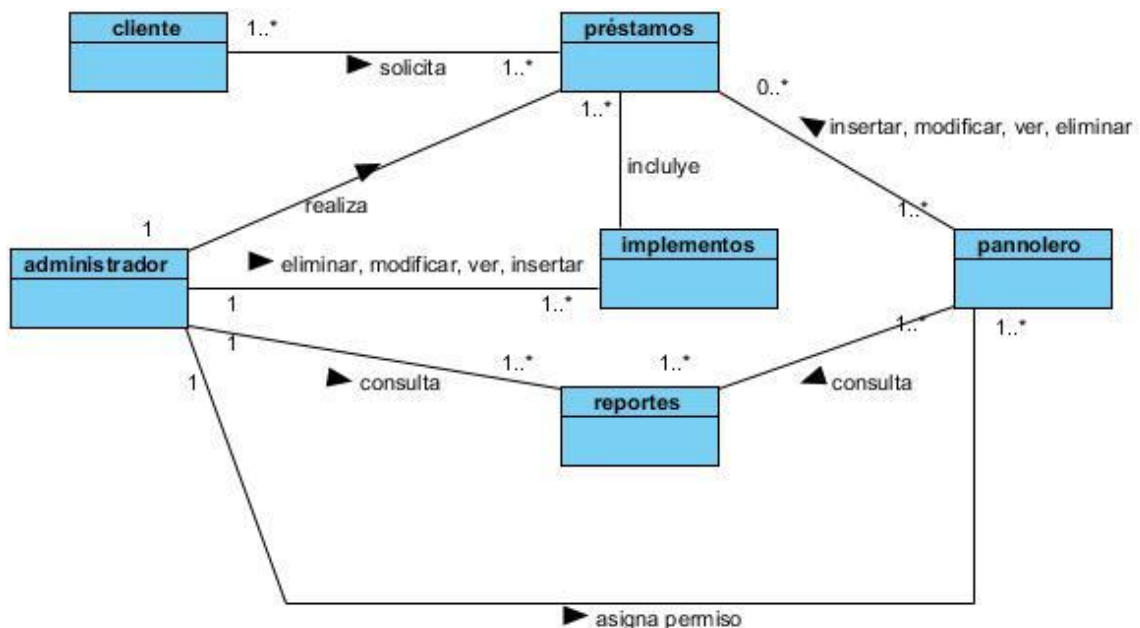 cliente
1..*
solicita
1..*
préstamos
1..*
0..*
insertar, modificar, ver, eliminar
inclulye
realiza
1
1..*
administrador
eliminar, modificar, ver, insertar
1
1..*
implementos
pannolero
1
1..*
consulta
1..*
1..*
consulta
1..*
reportes
1
asigna permiso